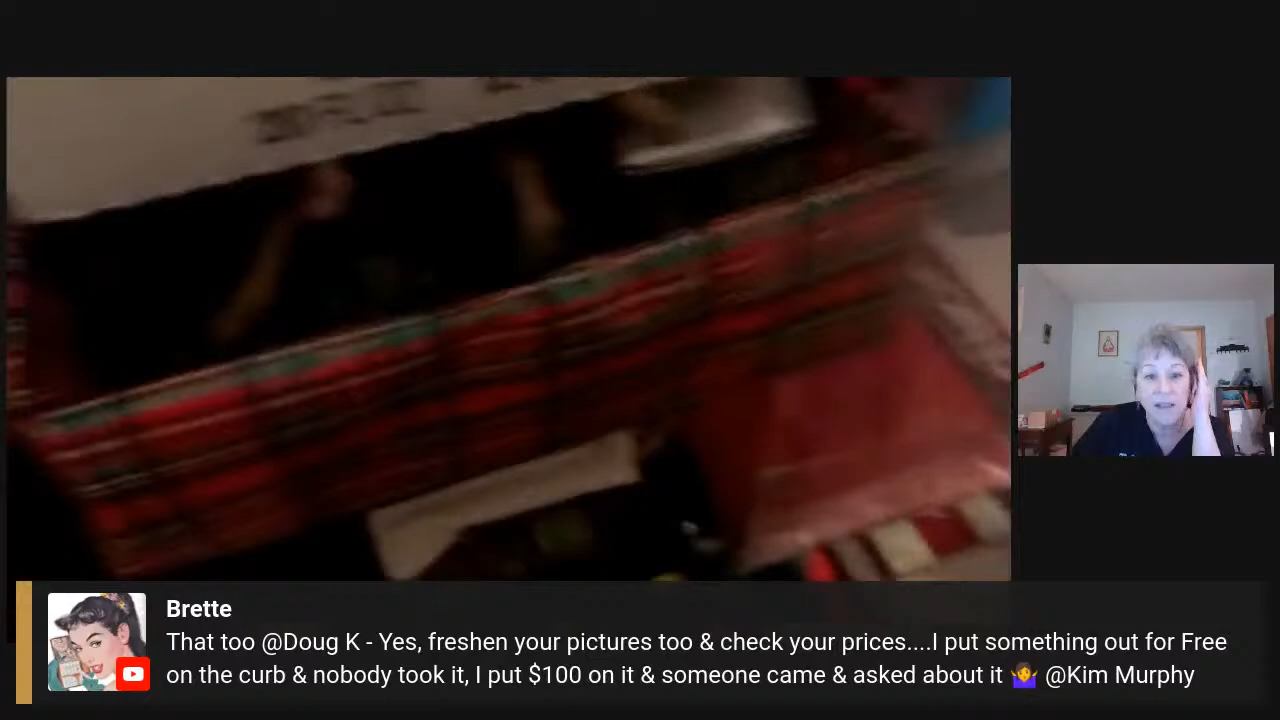 Brette
That too @Doug K - Yes, freshen your pictures too & check your prices....I put something out for Free
on the curb & nobody took it, I put $100 on it & someone came & asked about it 🤷‍♀️ @Kim Murphy